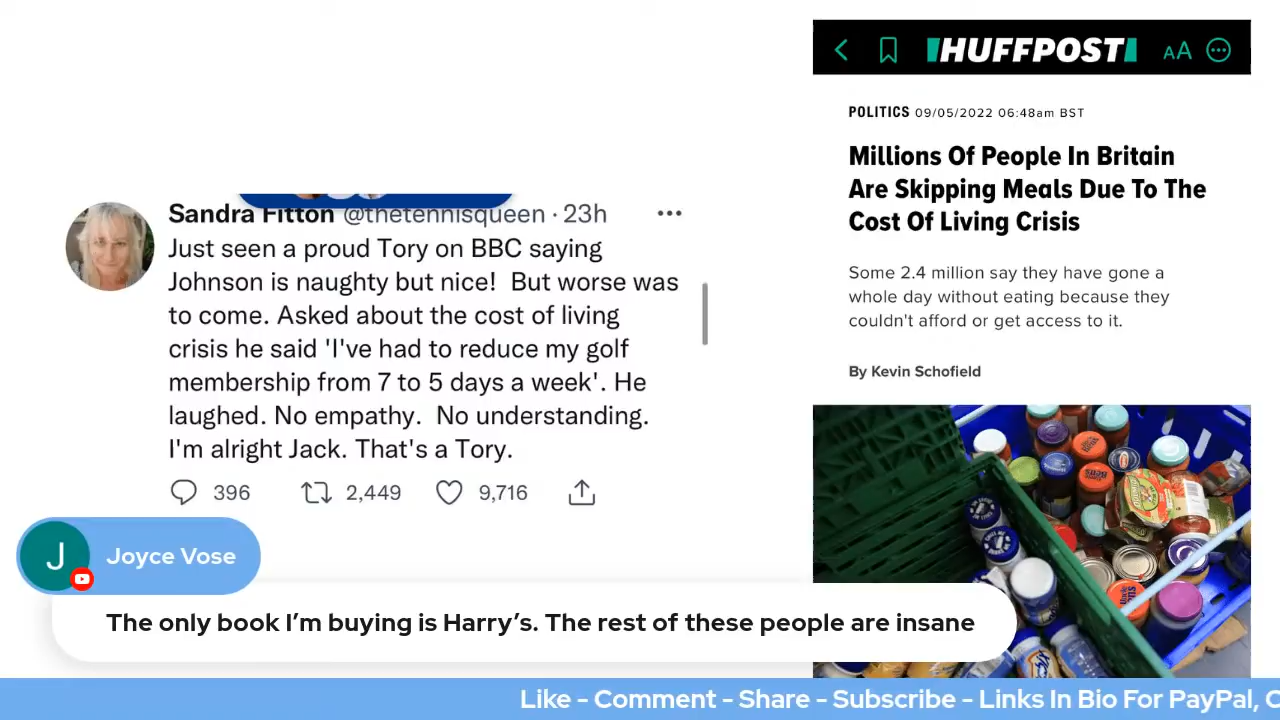 Sandra Fitton @thetennisqueen · 23h
Just seen a proud Tory on BBC saying
Johnson is naughty but nice!  But worse was
to come. Asked about the cost of living
crisis he said 'I've had to reduce my golf
membership from 7 to 5 days a week'. He
laughed. No empathy.  No understanding.
I'm alright Jack. That's a Tory.
396 2,449 9,716
HUFFPOST AA
POLITICS 09/05/2022 06:48am BST
Millions Of People In Britain
Are Skipping Meals Due To The
Cost Of Living Crisis
Some 2.4 million say they have gone a
whole day without eating because they
couldn't afford or get access to it.
By Kevin Schofield
J Joyce Vose
The only book I'm buying is Harry's. The rest of these people are insane
Like - Comment - Share - Subscribe - Links In Bio For PayPal,